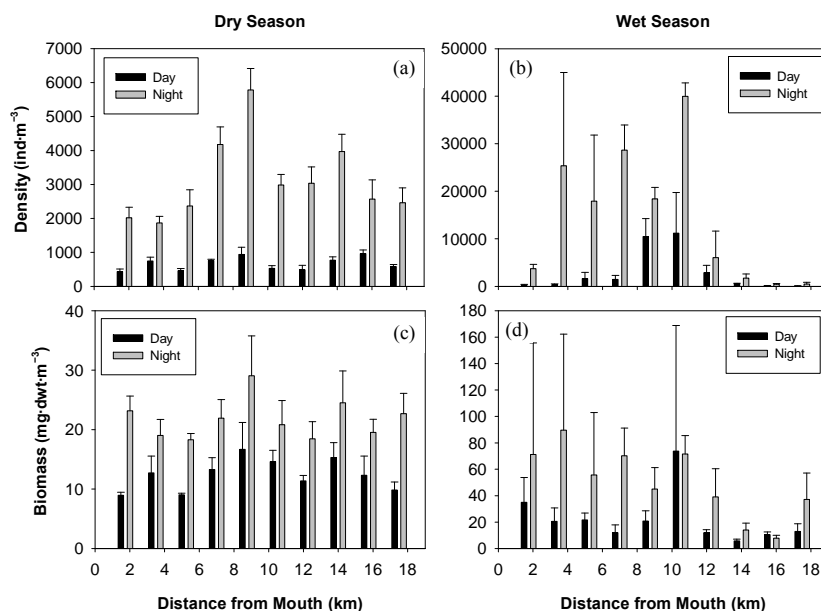 Dry Season
Wet Season
Density (ind·m⁻³)
7000
6000
5000
4000
3000
2000
1000
0
Day
Night
(a)
50000
40000
30000
20000
10000
0
(b)
Day
Night
Biomass (mg·dwt·m⁻³)
40
30
20
10
0
Day
Night
(c)
0 2 4 6 8 10 12 14 16 18
Distance from Mouth (km)
180
160
140
120
100
80
60
40
20
0
(d)
Day
Night
0 2 4 6 8 10 12 14 16 18
Distance from Mouth (km)